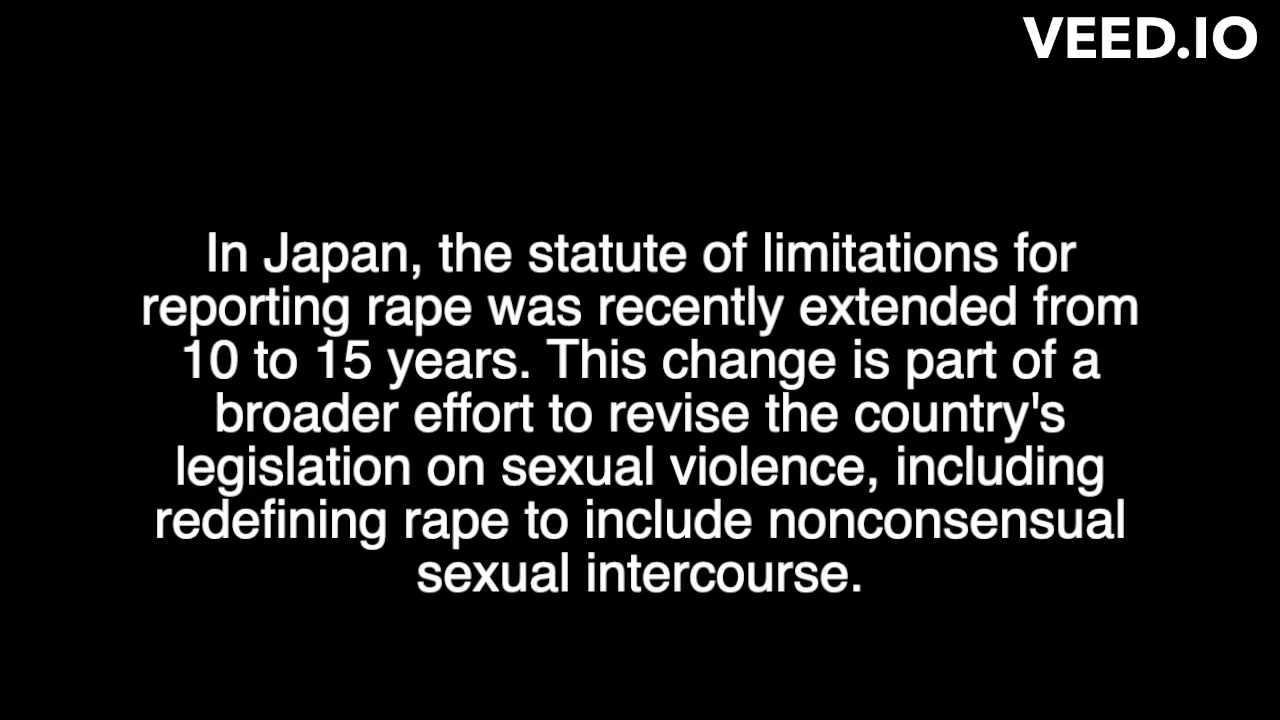 VEED.IO
In Japan, the statute of limitations for
reporting rape was recently extended from
10 to 15 years. This change is part of a
broader effort to revise the country's
legislation on sexual violence, including
redefining rape to include nonconsensual
sexual intercourse.